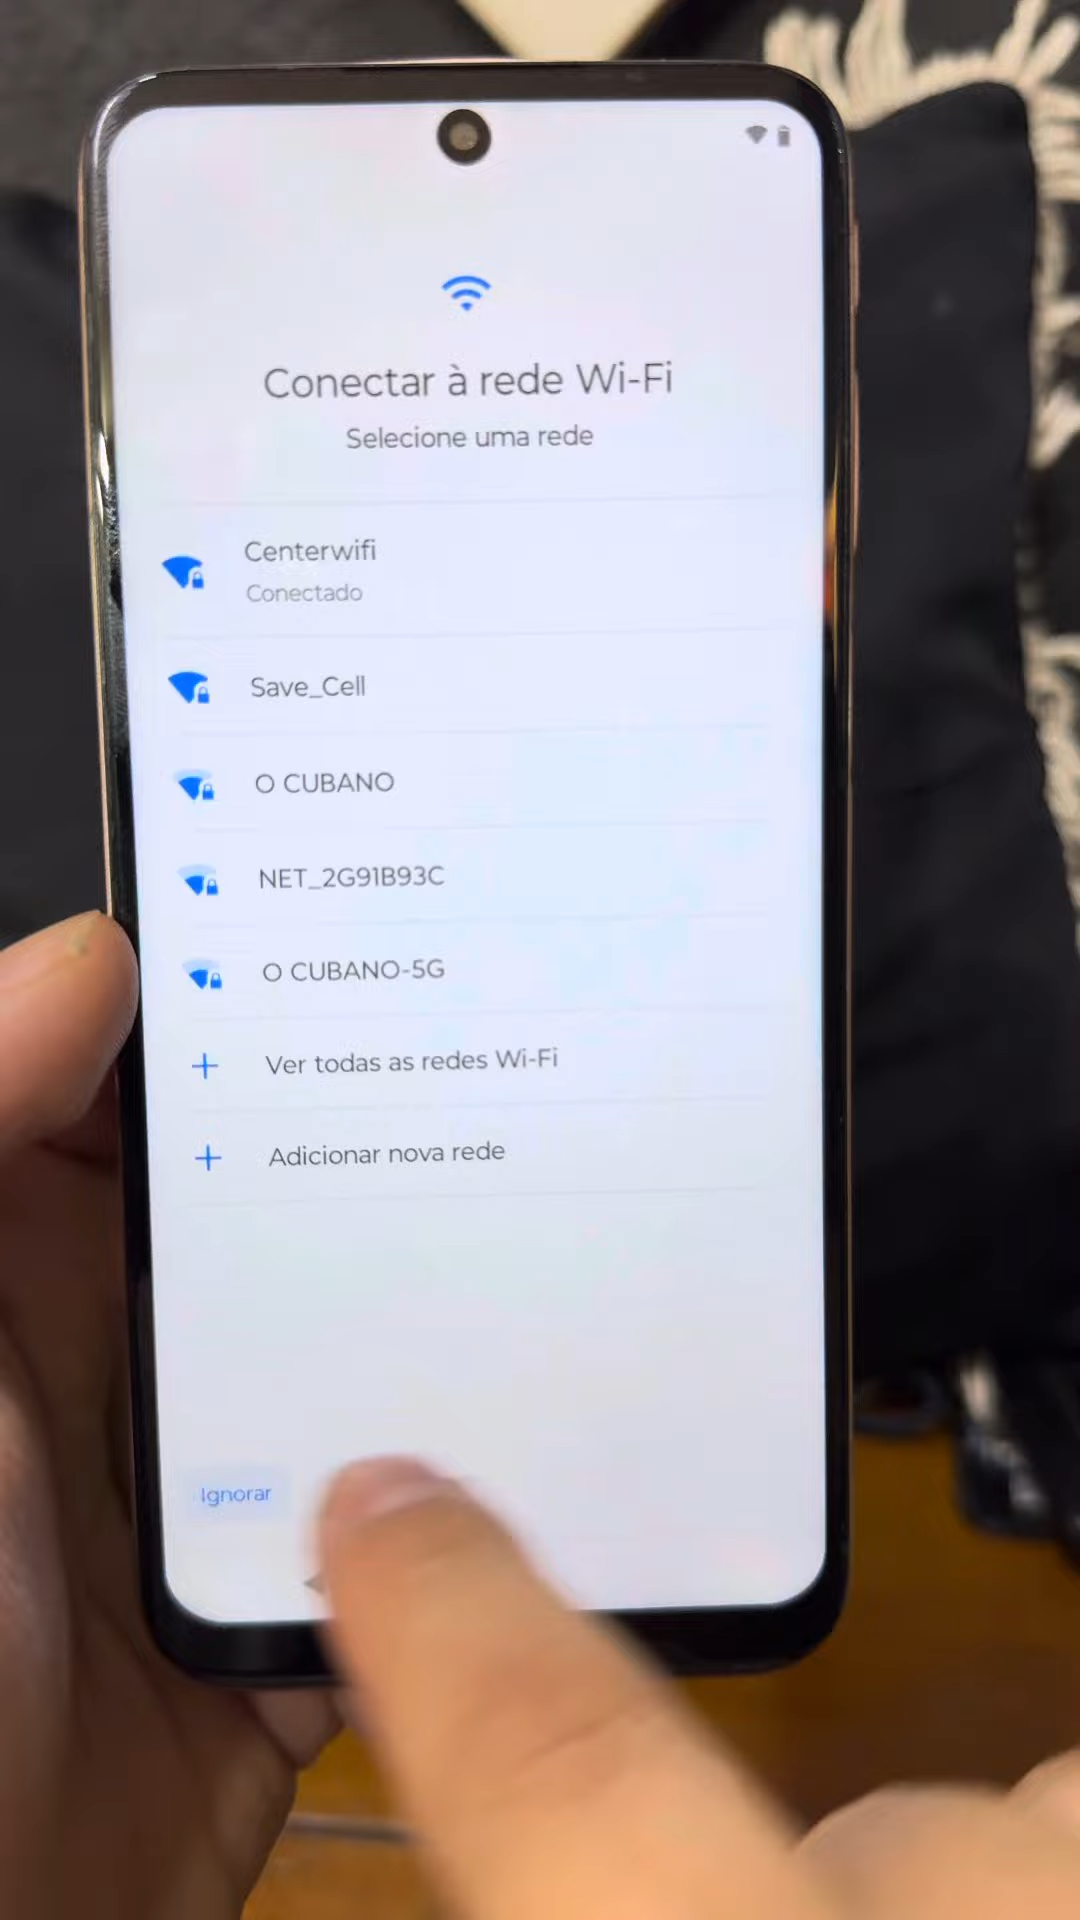 Conectar à rede Wi-Fi
Selecione uma rede
Centerwifi
Conectado
Save_Cell
O CUBANO
NET_2G91B93C
O CUBANO-5G
Ver todas as redes Wi-Fi
Adicionar nova rede
Ignorar